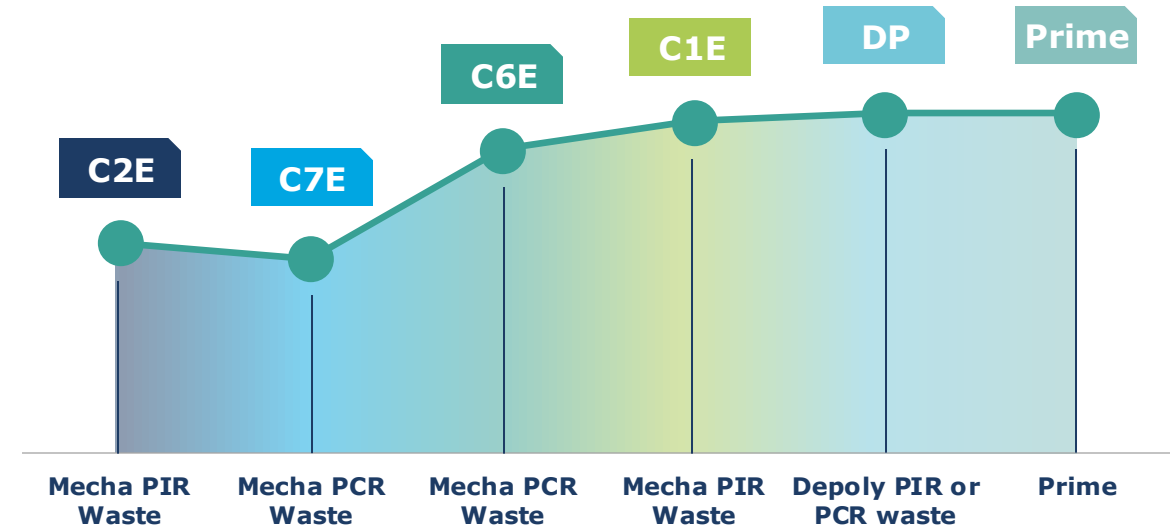 C2E
C7E
C6E
C1E
DP
Prime
Mecha PIR
Waste
Mecha PCR
Waste
Mecha PCR
Waste
Mecha PIR
Waste
Depoly PIR or
PCR waste
Prime